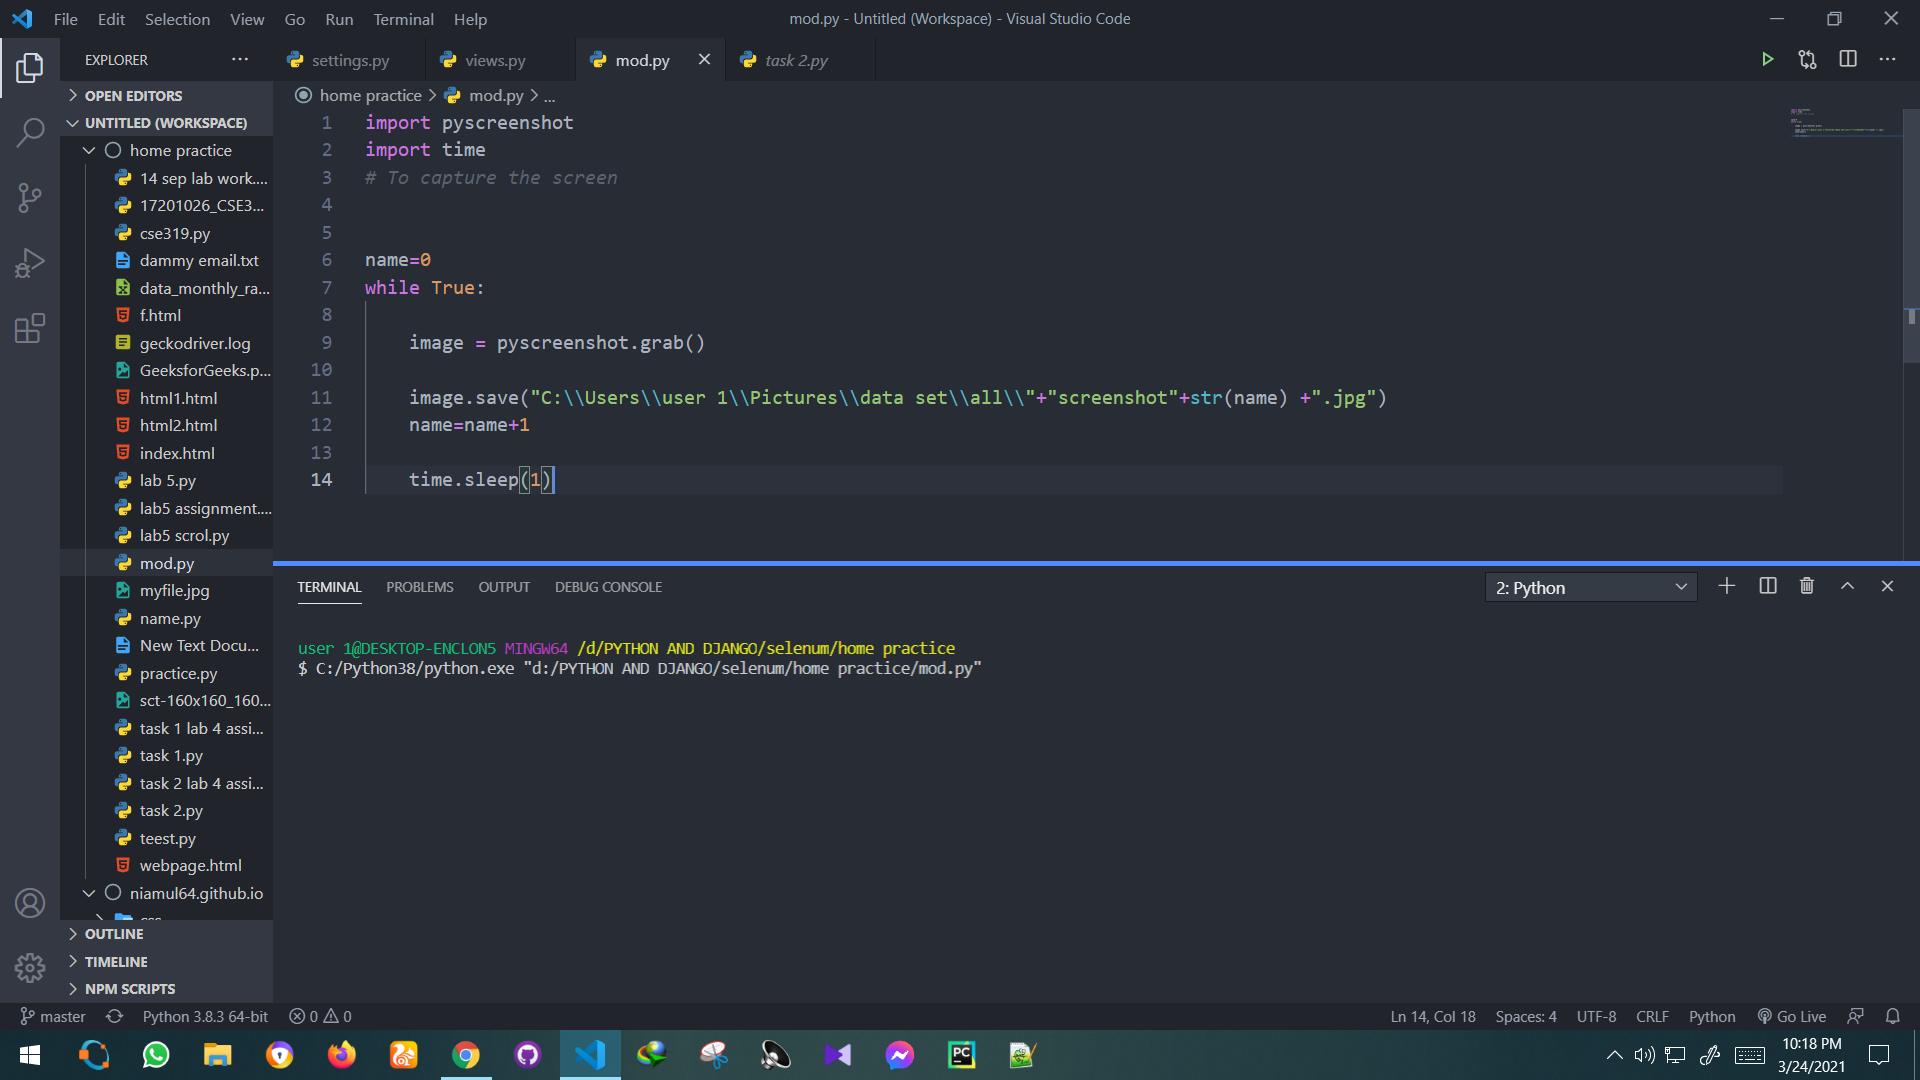 File Edit Selection View Go Run Terminal Help
mod.py - Untitled (Workspace) - Visual Studio Code
EXPLORER
settings.py
views.py
mod.py
task 2.py
OPEN EDITORS
UNTITLED (WORKSPACE)
home practice
14 sep lab work....
17201026_CSE3...
cse319.py
dammy email.txt
data_monthly_ra...
f.html
geckodriver.log
GeeksforGeeks.p...
html1.html
html2.html
index.html
lab 5.py
lab5 assignment....
lab5 scrol.py
mod.py
myfile.jpg
name.py
New Text Docu...
practice.py
sct-160x160_160...
task 1 lab 4 assi...
task 1.py
task 2 lab 4 assi...
task 2.py
teest.py
webpage.html
niamul64.github.io
css
OUTLINE
TIMELINE
NPM SCRIPTS
home practice > mod.py > ...
1 import pyscreenshot
2 import time
3 # To capture the screen
4
5
6 name=0
7 while True:
8
9 image = pyscreenshot.grab()
10
11 image.save("C:\\Users\\user 1\\Pictures\\data set\\all\\"+"screenshot"+str(name) +".jpg")
12 name=name+1
13
14 time.sleep(1)
TERMINAL PROBLEMS OUTPUT DEBUG CONSOLE
2: Python
user 1@DESKTOP-ENCLON5 MINGW64 /d/PYTHON AND DJANGO/selenum/home practice
$ C:/Python38/python.exe "d:/PYTHON AND DJANGO/selenum/home practice/mod.py"
master Python 3.8.3 64-bit 0 0
Ln 14, Col 18 Spaces: 4 UTF-8 CRLF Python Go Live
10:18 PM
3/24/2021